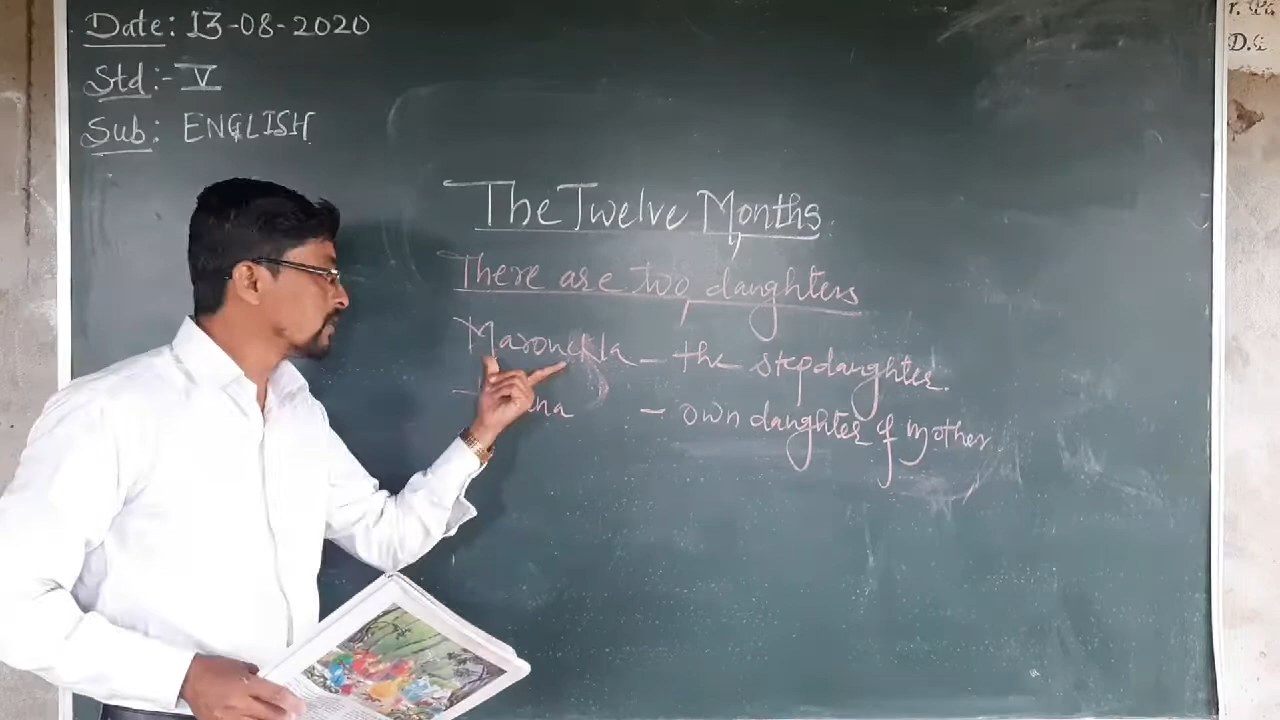 Date: 13-08-2020
Std:- V
Sub: ENGLISH
The Twelve Months
There are two daughters
Maronckla - the stepdaughter.
- own daughter of mother